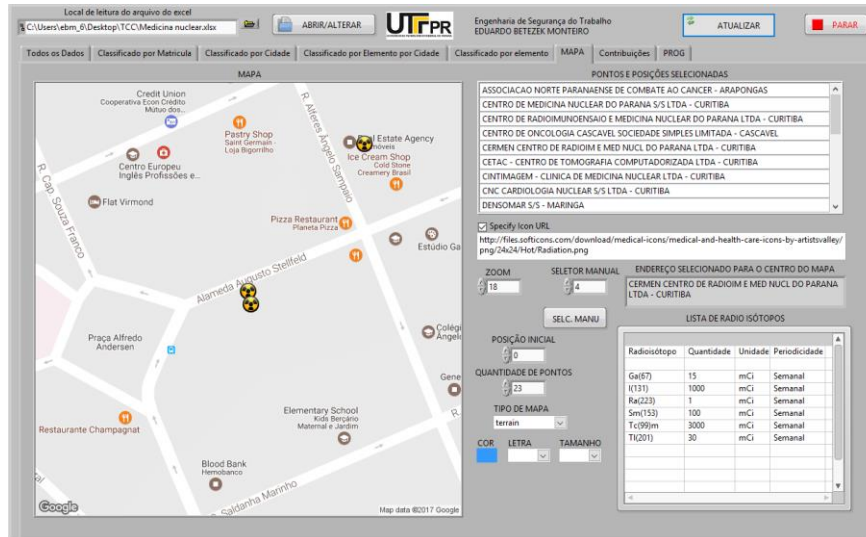 Local de leitura do arquivo do excel
C:\Users\ebm_6\Desktop\TCC\Medicina nuclear.xlsx
ABRIR/ALTERAR
UTFPR
Engenharia de Segurança do Trabalho
EDUARDO BETEZEK MONTEIRO
ATUALIZAR
PARAR
Todos os Dados
Classificado por Matricula
Classificado por Cidade
Classificado por Elemento por Cidade
Classificado por elemento
MAPA
Contribuições
PROG
MAPA
Credit Union
Cooperativa Econ Crédito
Mútuo dos...
Pastry Shop
Saint Germain -
Loja Bigorrilho
R. Alferes Ângelo Sampaio
Estate Agency
Ice Cream Shop
Cold Stone
Creamery Brasil
Centro Europeu
Inglês Profissões e...
R. Cap. Souza Franco
Flat Virmond
Pizza Restaurant
Planeta Pizza
Estúdio Ga
Alameda Augusto Stellfeld
Praça Alfredo
Andersen
Colégi
Ângel
Gene
R.
Elementary School
Kids Berçário
Maternal e Jardim
Restaurante Champagnat
Blood Bank
Hemobanco
Saldanha Marinho
Google
Map data ©2017 Google
PONTOS E POSIÇÕES SELECIONADAS
ASSOCIACAO NORTE PARANAENSE DE COMBATE AO CANCER - ARAPONGAS
CENTRO DE MEDICINA NUCLEAR DO PARANA S/S LTDA - CURITIBA
CENTRO DE RADIOIMUNOENSAIO E MEDICINA NUCLEAR DO PARANA LTDA - CURITIBA
CENTRO DE ONCOLOGIA CASCAVEL SOCIEDADE SIMPLES LIMITADA - CASCAVEL
CERMEN CENTRO DE RADIOIM E MED NUCL DO PARANA LTDA - CURITIBA
CETAC - CENTRO DE TOMOGRAFIA COMPUTADORIZADA LTDA - CURITIBA
CINTIMAGEM - CLINICA DE MEDICINA NUCLEAR LTDA - CURITIBA
CNC CARDIOLOGIA NUCLEAR S/S LTDA - CURITIBA
DENSOMAR S/S - MARINGA
Specify Icon URL
http://files.softicons.com/download/medical-icons/medical-and-health-care-icons-by-artistsvalley/
png/24x24/Hot/Radiation.png
ZOOM
18
SELETOR MANUAL
4
SELC. MANU
ENDEREÇO SELECIONADO PARA O CENTRO DO MAPA
CERMEN CENTRO DE RADIOIM E MED NUCL DO PARANA
LTDA - CURITIBA
POSIÇÃO INICIAL
0
QUANTIDADE DE PONTOS
23
TIPO DE MAPA
terrain
COR LETRA TAMANHO
LISTA DE RADIO ISÓTOPOS
Radioisótopo Quantidade Unidade Periodicidade
Ga(67) 15 mCi Semanal
I(131) 1000 mCi Semanal
Ra(223) 1 mCi Semanal
Sm(153) 100 mCi Semanal
Tc(99)m 3000 mCi Semanal
Tl(201) 30 mCi Semanal